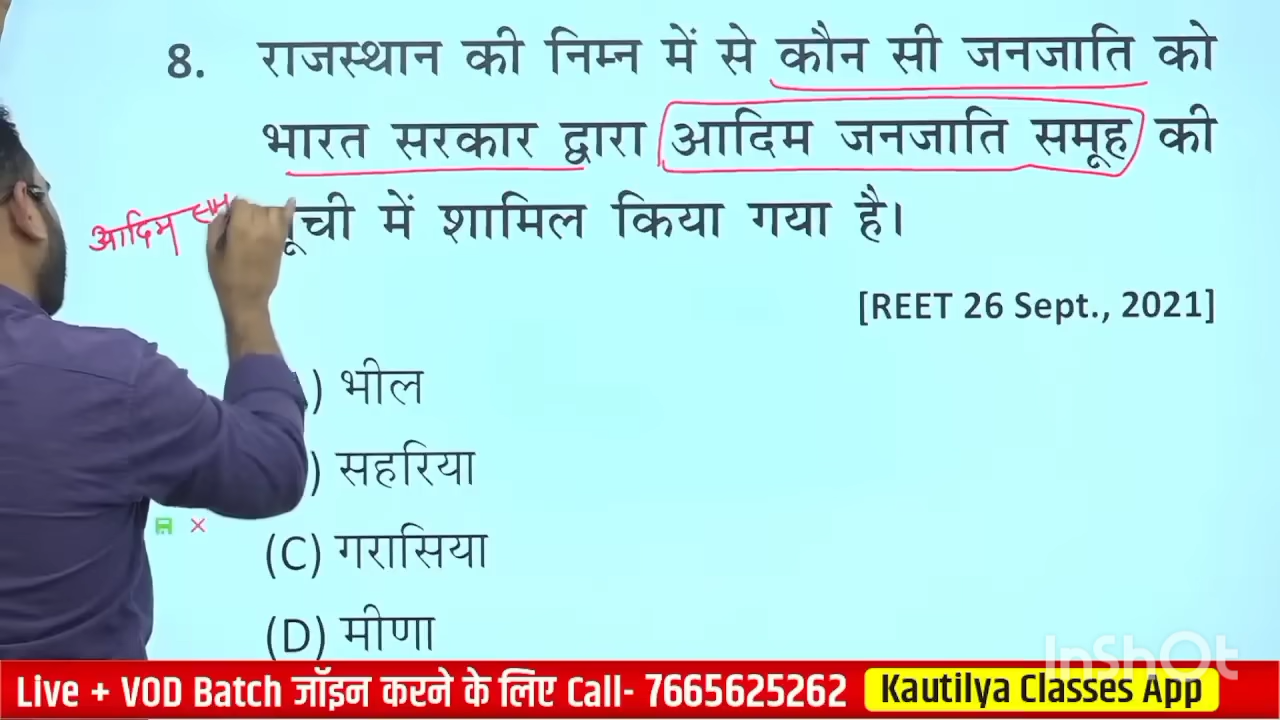 8. राजस्थान की निम्न में से कौन सी जनजाति को
भारत सरकार द्वारा आदिम जनजाति समूह की
में शामिल किया गया है।
आदिम
[REET 26 Sept., 2021]
) भील
) सहरिया
(C) गरासिया
(D) मीणा
InShOt
Live + VOD Batch जॉइन करने के लिए Call- 7665625262 Kautilya Classes App